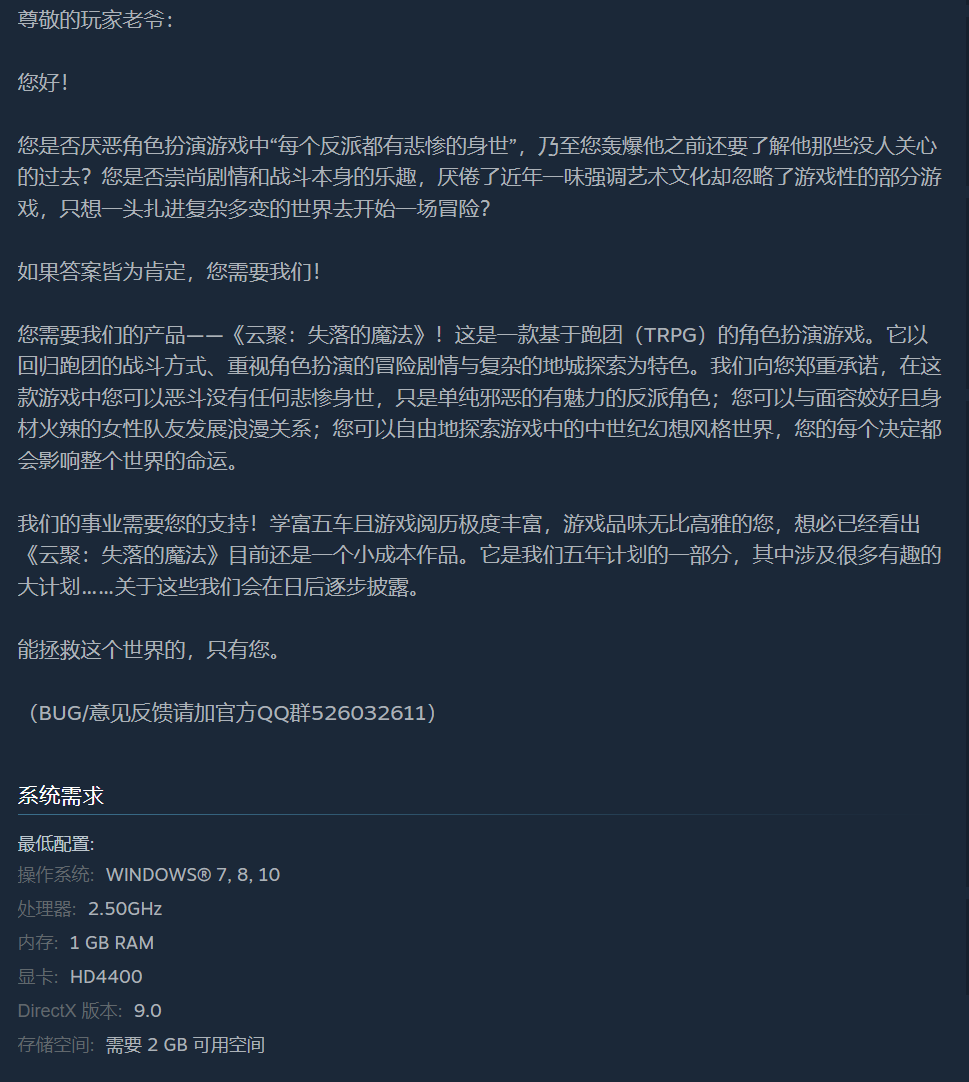 尊敬的玩家老爷：
您好！
您是否厌恶角色扮演游戏中“每个反派都有悲惨的身世”，乃至您轰爆他之前还要了解他那些没人关心
的过去？您是否崇尚剧情和战斗本身的乐趣，厌倦了近年一味强调艺术文化却忽略了游戏性的部分游
戏，只想一头扎进复杂多变的世界去开始一场冒险？
如果答案皆为肯定，您需要我们！
您需要我们的产品——《云聚：失落的魔法》！这是一款基于跑团（TRPG）的角色扮演游戏。它以
回归跑团的战斗方式、重视角色扮演的冒险剧情与复杂的地城探索为特色。我们向您郑重承诺，在这
款游戏中您可以恶斗没有任何悲惨身世，只是单纯邪恶的有魅力的反派角色；您可以与面容姣好且身
材火辣的女性队友发展浪漫关系；您可以自由地探索游戏中的中世纪幻想风格世界，您的每个决定都
会影响整个世界的命运。
我们的事业需要您的支持！学富五车且游戏阅历极度丰富，游戏品味无比高雅的您，想必已经看出
《云聚：失落的魔法》目前还是一个小成本作品。它是我们五年计划的一部分，其中涉及很多有趣的
大计划……关于这些我们会在日后逐步披露。
能拯救这个世界的，只有您。
（BUG/意见反馈请加官方QQ群526032611）
系统需求
最低配置:
操作系统: WINDOWS® 7, 8, 10
处理器: 2.50GHz
内存: 1 GB RAM
显卡: HD4400
DirectX 版本: 9.0
存储空间: 需要 2 GB 可用空间